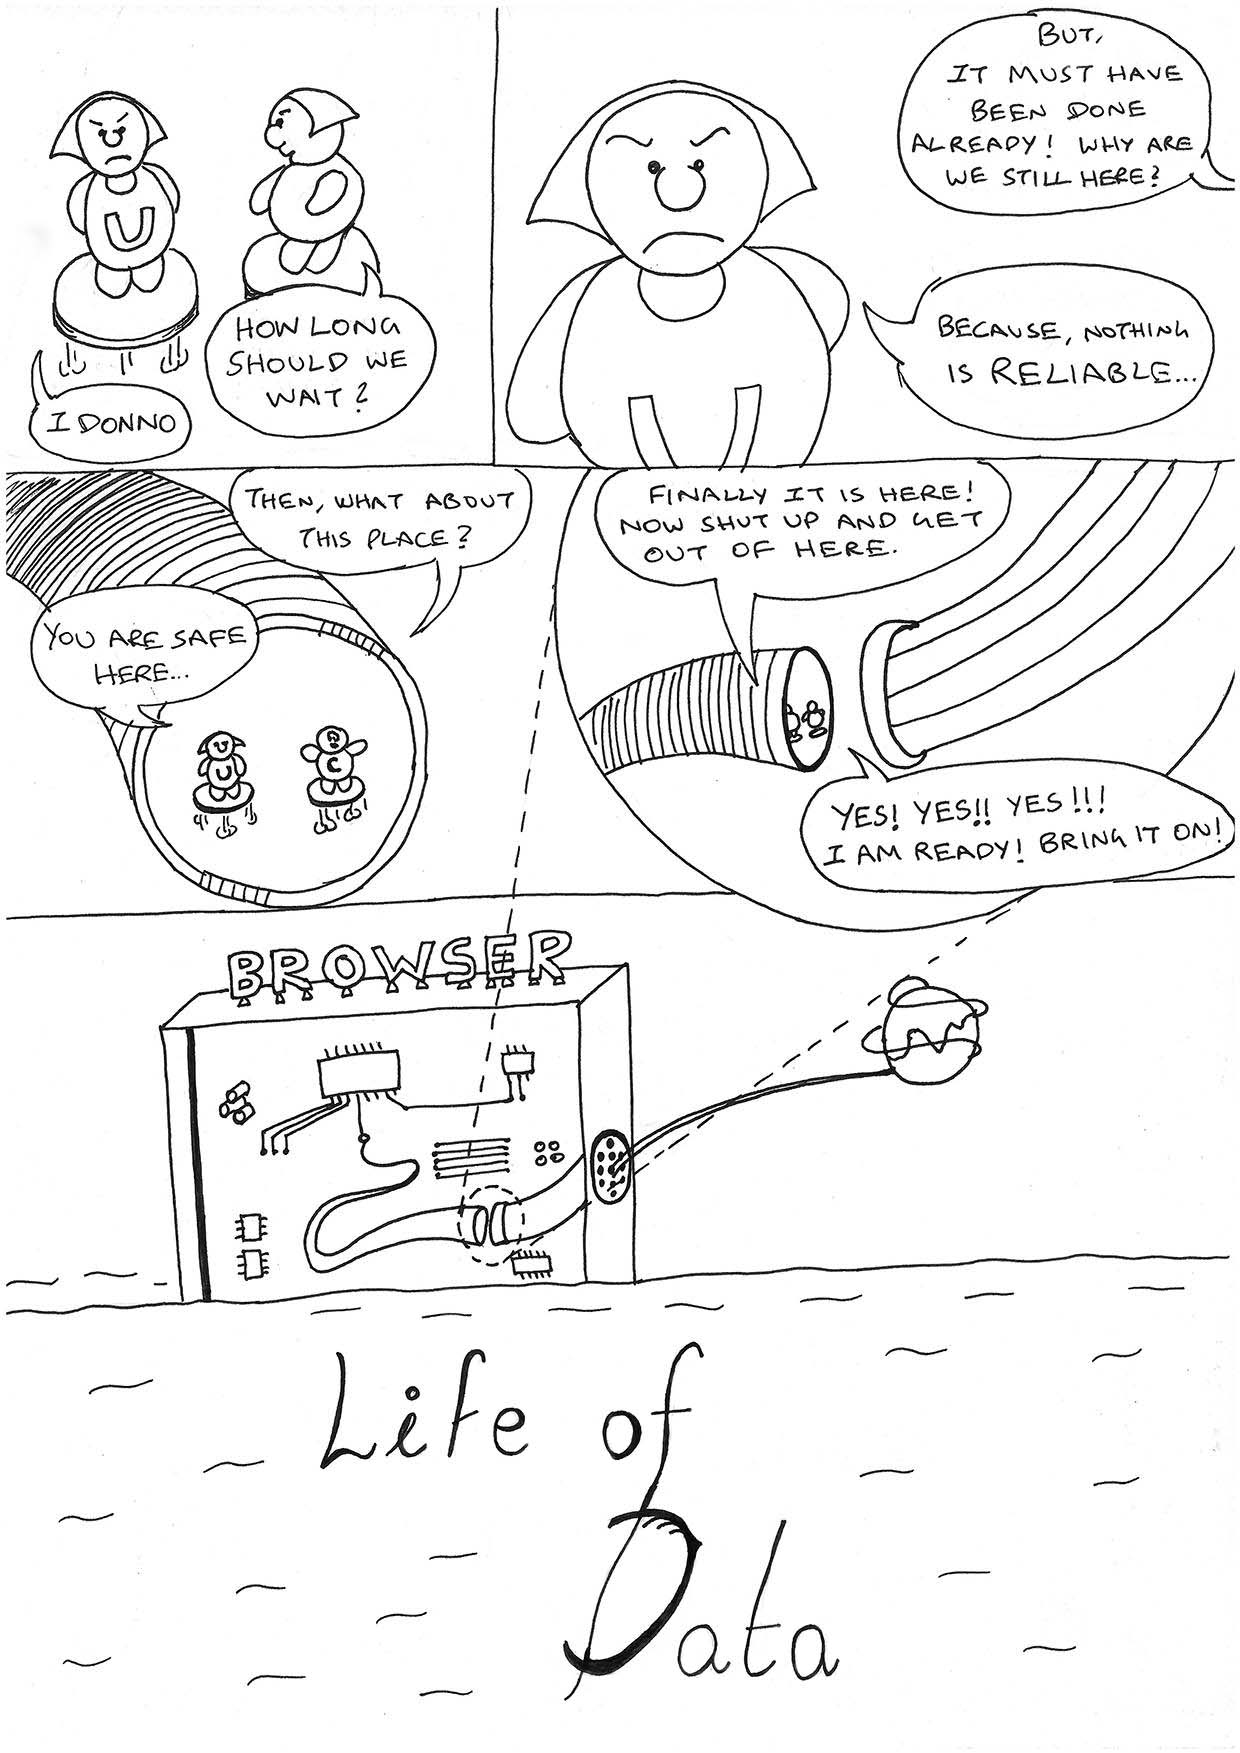 U
HOW LONG
SHOULD WE
WAIT?
I DONNO
BUT,
IT MUST HAVE
BEEN DONE
ALREADY! WHY ARE
WE STILL HERE?
BECAUSE, NOTHING
IS RELIABLE...
U
THEN, WHAT ABOUT
THIS PLACE?
YOU ARE SAFE
HERE...
U
C
FINALLY IT IS HERE!
NOW SHUT UP AND GET
OUT OF HERE.
YES! YES!! YES!!!
I AM READY! BRING IT ON!
BROWSER
Life of
Data